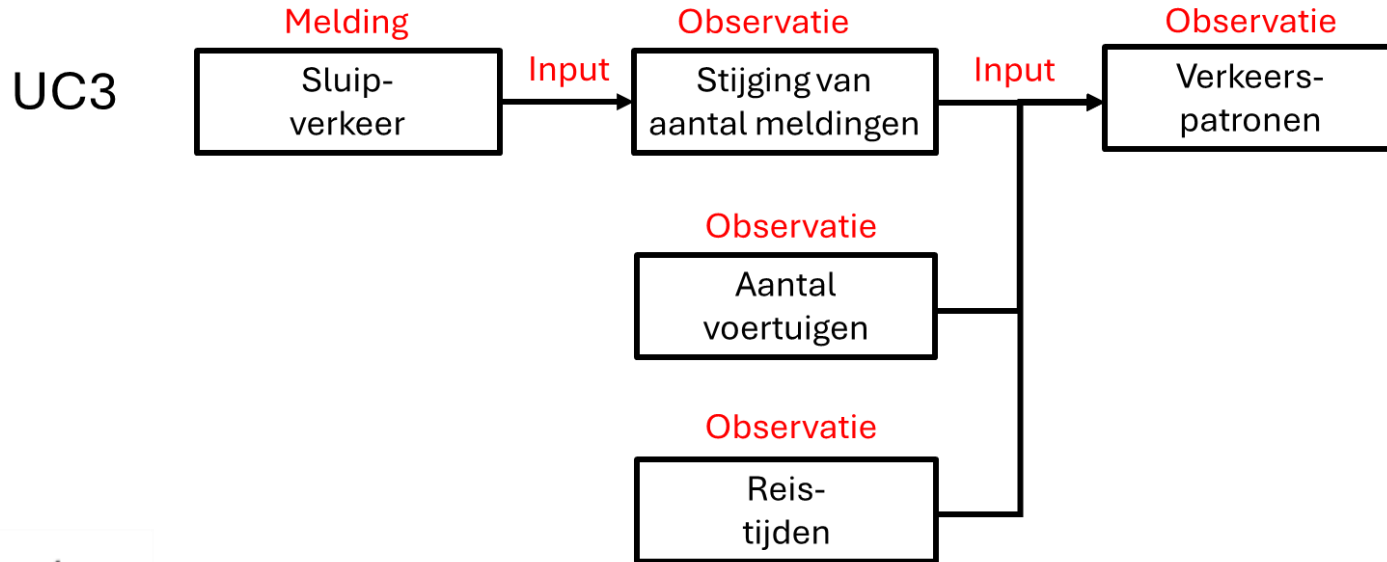 Melding
Observatie
Observatie
UC3
Sluip-
verkeer
Input
Stijging van
aantal meldingen
Input
Verkeers-
patronen
Observatie
Aantal
voertuigen
Observatie
Reis-
tijden